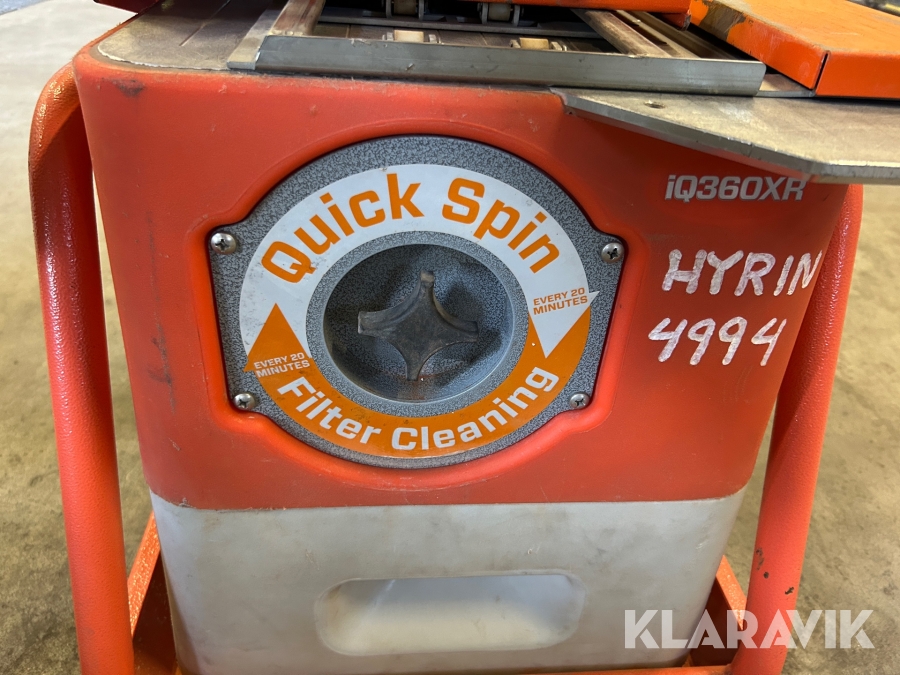 Quick Spin
iQ360XR
HYRIN
4994
EVERY 20
MINUTES
EVERY 20
MINUTES
Filter Cleaning
KLARAVIK